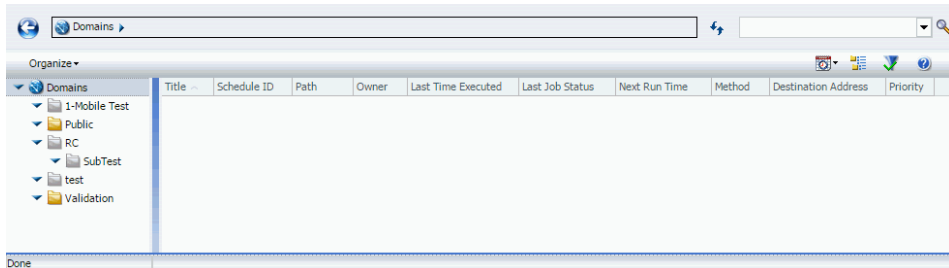 Domains
Organize
Domains
1-Mobile Test
Public
RC
SubTest
test
Validation
Title Schedule ID Path Owner Last Time Executed Last Job Status Next Run Time Method Destination Address Priority
Done